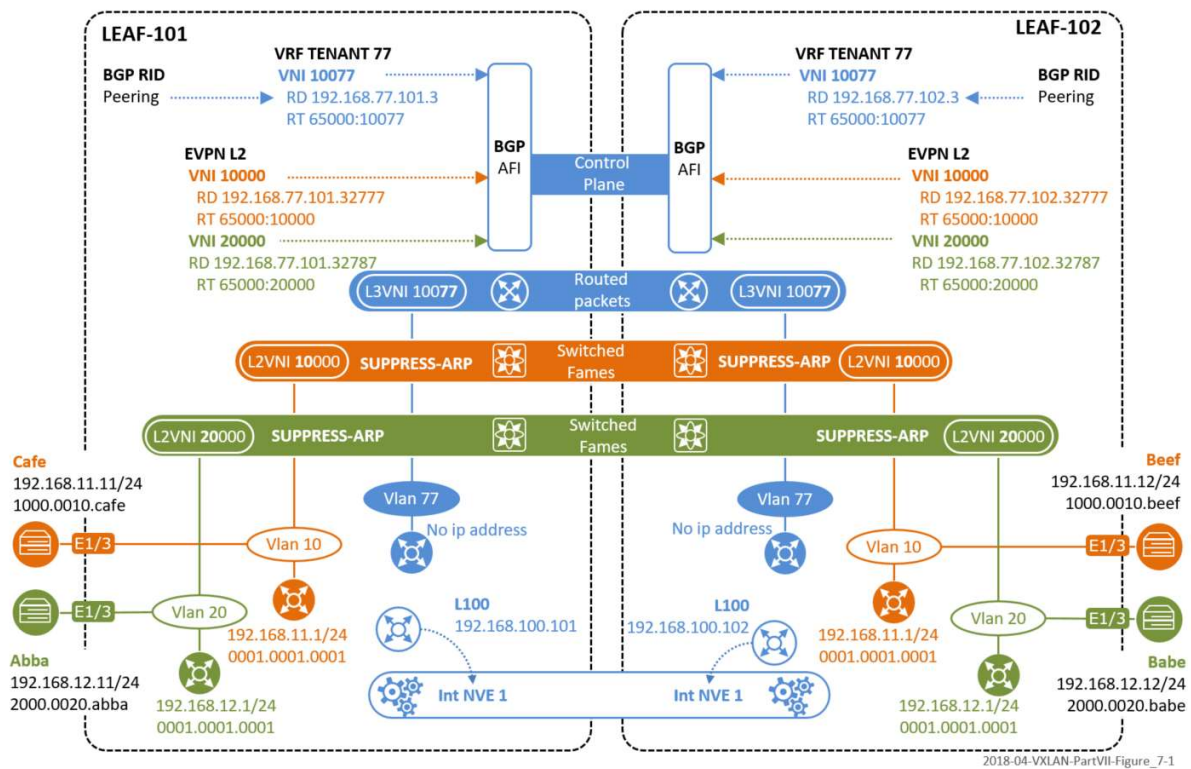 LEAF-101
VRF TENANT 77
BGP RID
VNI 10077
Peering
RD 192.168.77.101.3
RT 65000:10077
EVPN L2
VNI 10000
RD 192.168.77.101.32777
RT 65000:10000
VNI 20000
RD 192.168.77.101.32787
RT 65000:20000
BGP
AFI
Control
Plane
LEAF-102
VRF TENANT 77
VNI 10077
BGP RID
RD 192.168.77.102.3
Peering
RT 65000:10077
BGP
AFI
EVPN L2
VNI 10000
RD 192.168.77.102.32777
RT 65000:10000
VNI 20000
RD 192.168.77.102.32787
RT 65000:20000
L3VNI 10077
Routed
packets
L3VNI 10077
L2VNI 10000
SUPPRESS-ARP
Switched
Fames
SUPPRESS-ARP
L2VNI 10000
L2VNI 20000
SUPPRESS-ARP
Switched
Fames
SUPPRESS-ARP
L2VNI 20000
Cafe
192.168.11.11/24
1000.0010.cafe
E1/3
Vlan 10
Vlan 77
No ip address
E1/3
Vlan 20
192.168.11.1/24
0001.0001.0001
Abba
192.168.12.11/24
2000.0020.abba
192.168.12.1/24
0001.0001.0001
L100
192.168.100.101
Int NVE 1
Vlan 77
No ip address
Vlan 10
Beef
192.168.11.12/24
1000.0010.beef
E1/3
L100
192.168.100.102
192.168.11.1/24
0001.0001.0001
Vlan 20
E1/3
Int NVE 1
192.168.12.1/24
0001.0001.0001
Babe
192.168.12.12/24
2000.0020.babe
2018-04-VXLAN-PartVII-Figure_7-1